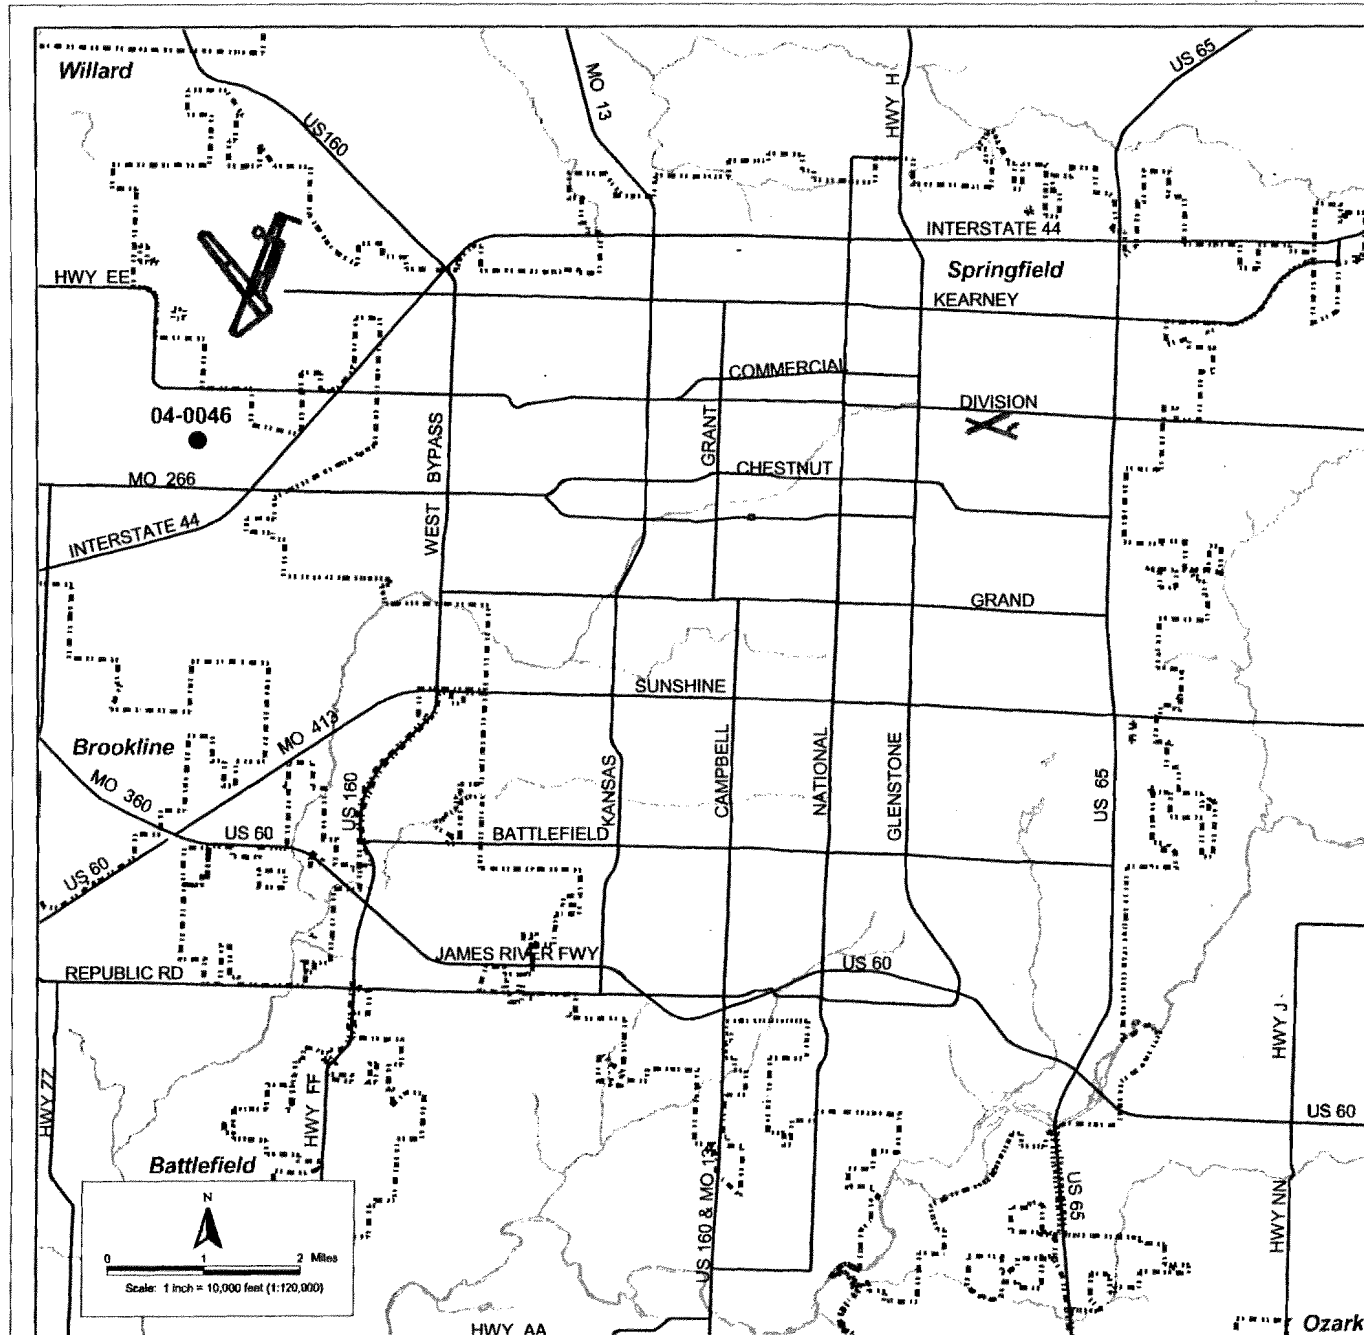 Willard
MO 13
HWY H
US 65
US160
INTERSTATE 44
Springfield
HWY EE
KEARNEY
COMMERCIAL
DIVISION
04-0046
WEST BYPASS
GRANT
CHESTNUT
MO 266
INTERSTATE 44
GRAND
SUNSHINE
MO 413
Brookline
MO 360
US 160
KANSAS
CAMPBELL
NATIONAL
GLENSTONE
US 65
US 60
BATTLEFIELD
US 60
JAMES RIVER FWY
US 60
REPUBLIC RD
HWY J
HWY ZZ
HWY FF
US 60
Battlefield
US 160 & MO 13
US 65
HWY NN
N
0 1 2 Miles
Scale: 1 inch = 10,000 feet (1:120,000)
HWY AA
Ozark